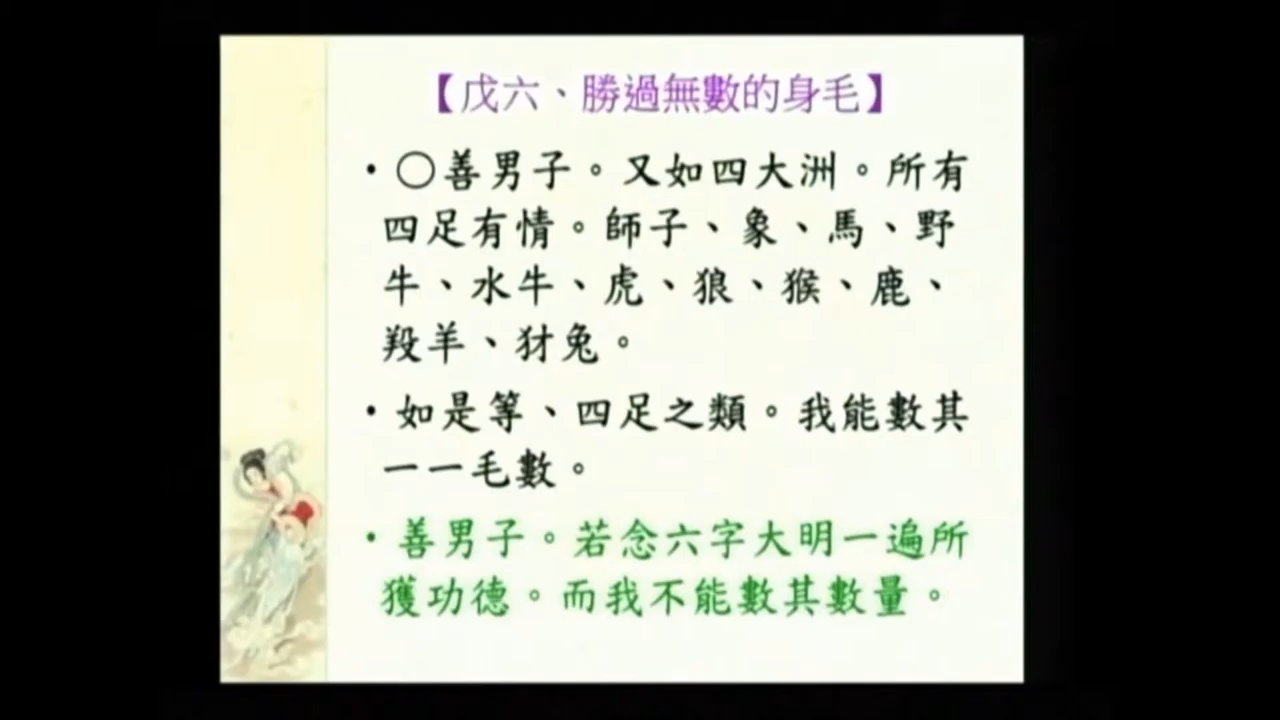 【戊六、勝過無數的身毛】
•〇善男子。又如四大洲。所有
四足有情。師子、象、馬、野
牛、水牛、虎、狼、猴、鹿、
羖羊、犲兔。
•如是等、四足之類。我能數其
一一毛數。
•善男子。若念六字大明一遍所
獲功德。而我不能數其數量。